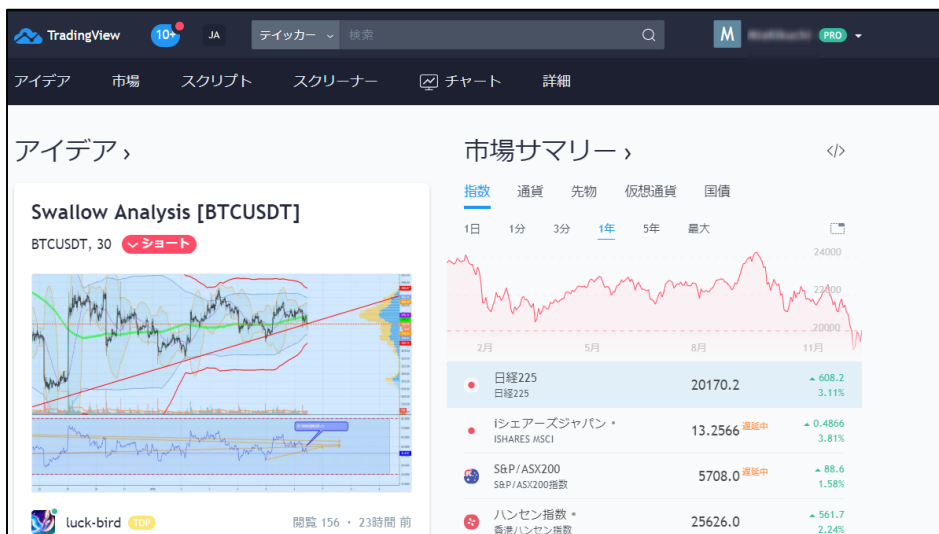 TradingView 10+ JA テイッカー 検索 M PRO
アイデア 市場 スクリプト スクリーナー チャート 詳細
アイデア ›
Swallow Analysis [BTCUSDT]
BTCUSDT, 30 ショート
luck-bird TOP 閲覧 156 ・ 23時間 前
市場サマリー › </>
指数 通貨 先物 仮想通貨 国債
1日 1分 3分 1年 5年 最大
24000
22000
20000
2月 5月 8月 11月
日経225 20170.2 608.2
日経225 3.11%
iシェアーズジャパン 13.2566 遅延中 0.4866
ISHARES MSCI 3.81%
S&P/ASX200 5708.0 遅延中 88.6
S&P/ASX200指数 1.58%
ハンセン指数 25626.0 561.7
香港ハンセン指数 2.24%